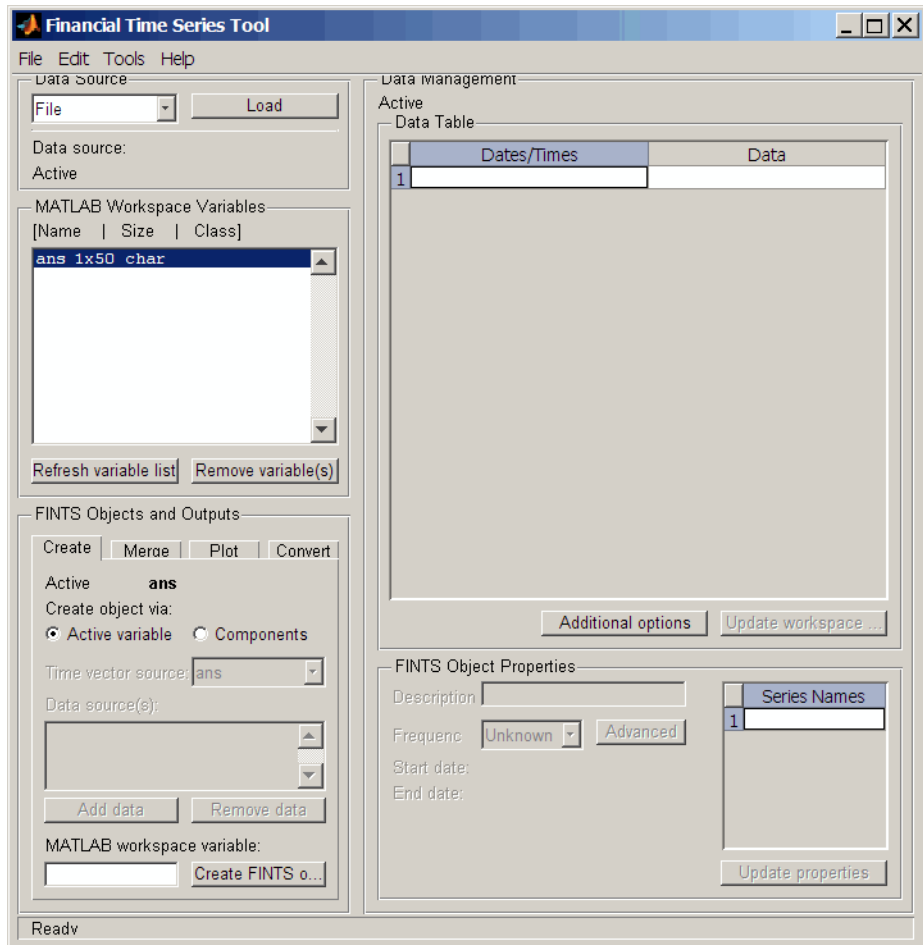 Financial Time Series Tool
File Edit Tools Help
Data Source
File
Load
Data source:
Active
MATLAB Workspace Variables
[Name | Size | Class]
ans 1x50 char
Refresh variable list
Remove variable(s)
FINTS Objects and Outputs
Create
Merge
Plot
Convert
Active ans
Create object via:
Active variable
Components
Time vector source: ans
Data source(s):
Add data
Remove data
MATLAB workspace variable:
Create FINTS o...
Data Management
Active
Data Table
Dates/Times
Data
1
Additional options
Update workspace ...
FINTS Object Properties
Description
Frequenc
Unknown
Advanced
Start date:
End date:
Series Names
1
Update properties
Ready